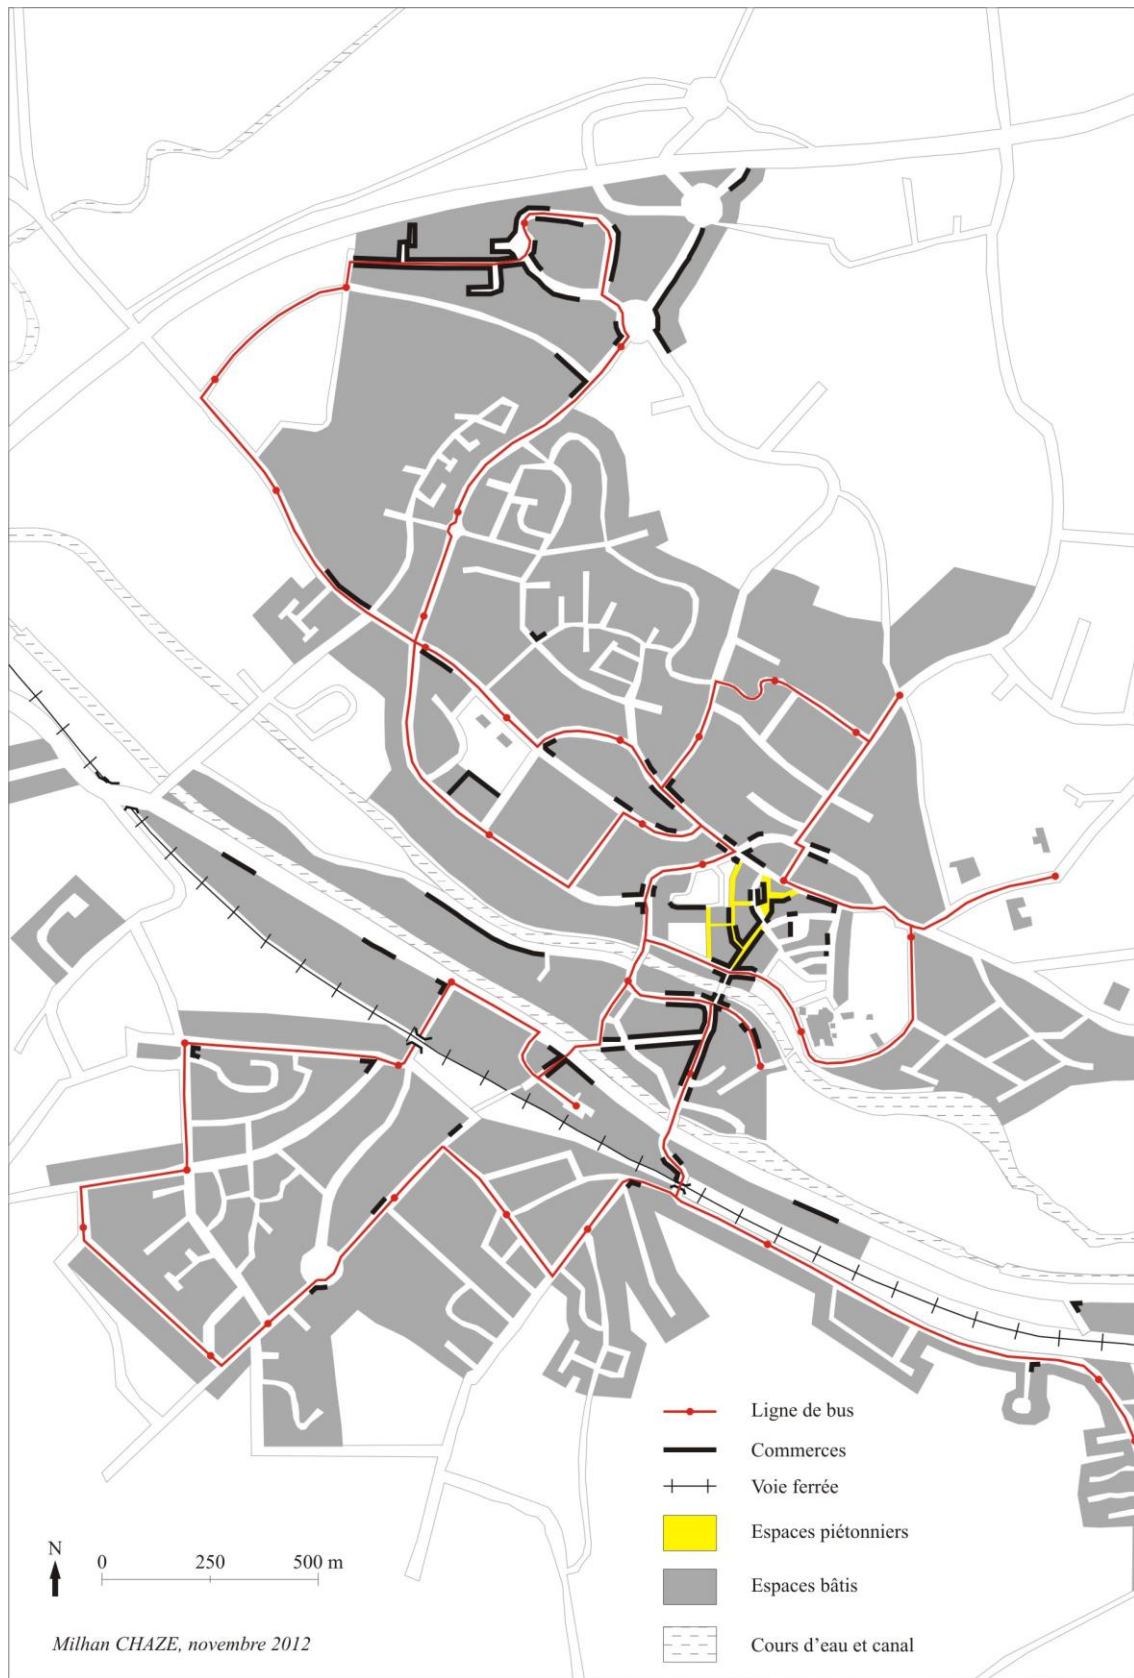 Ligne de bus
Commerces
Voie ferrée
Espaces piétonniers
Espaces bâtis
Cours d'eau et canal
N
0 250 500 m
Milhan CHAZE, novembre 2012